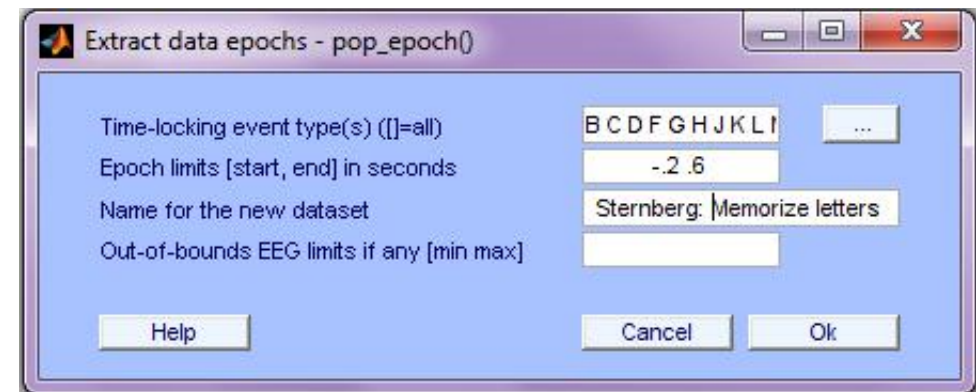 Extract data epochs - pop_epoch()
Time-locking event type(s) ([]=all) B C D F G H J K L ...
Epoch limits [start, end] in seconds -.2 .6
Name for the new dataset Sternberg: Memorize letters
Out-of-bounds EEG limits if any [min max]
Help Cancel Ok